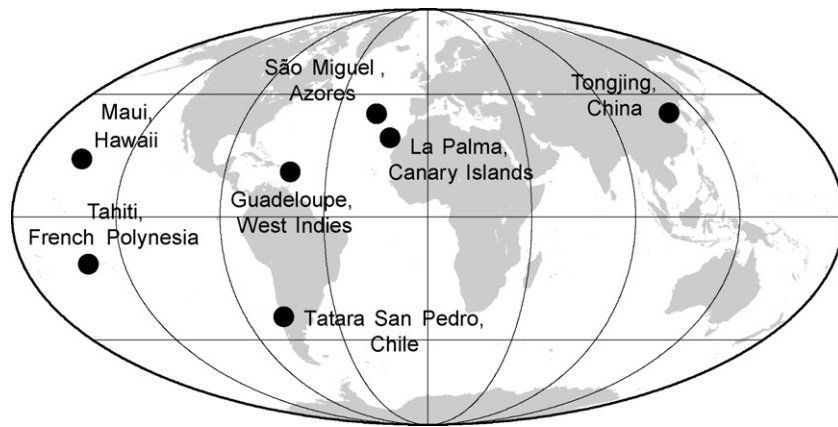 São Miguel ,
Azores
Tongjing,
China
Maui,
Hawaii
La Palma,
Canary Islands
Guadeloupe,
West Indies
Tahiti,
French Polynesia
Tatara San Pedro,
Chile